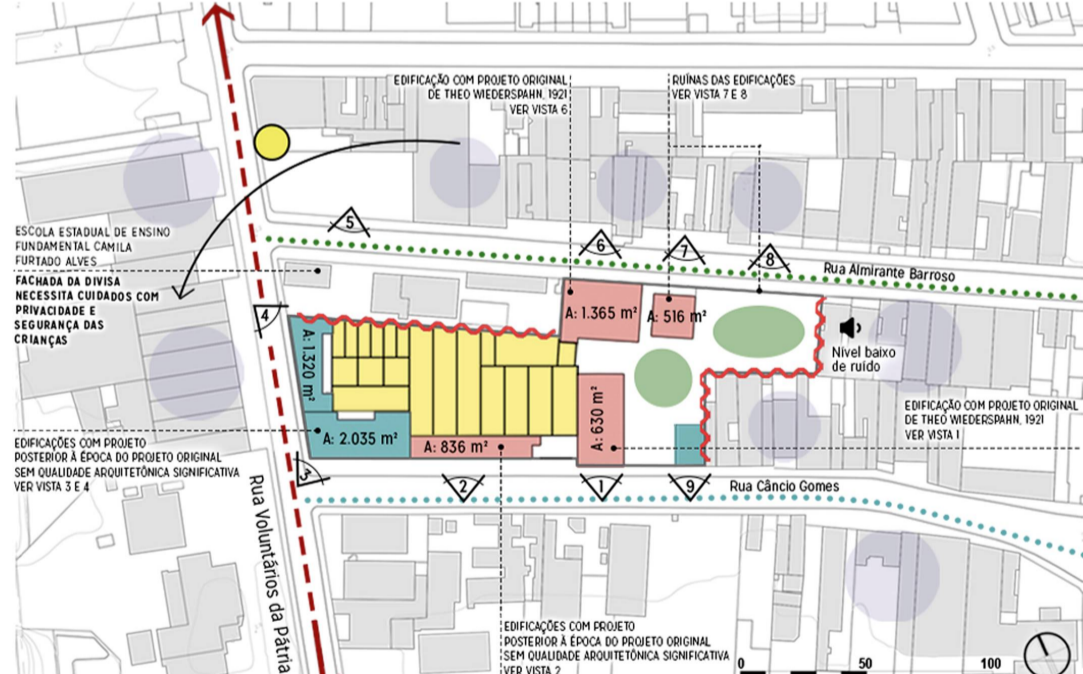 EDIFICAÇÃO COM PROJETO ORIGINAL
DE THEO WIEDERSPAHN, 1921
VER VISTA 6
RUÍNAS DAS EDIFICAÇÕES
VER VISTA 7 E 8
5
6
7
8
Rua Almirante Barroso
ESCOLA ESTADUAL DE ENSINO
FUNDAMENTAL CAMILA
FURTADO ALVES
FACHADA DA DIVISA
NECESSITA CUIDADOS COM
PRIVACIDADE E
SEGURANÇA DAS
CRIANÇAS
4
A: 1.320 m²
A: 1.365 m²
A: 516 m²
Nível baixo
de ruído
A: 630 m²
EDIFICAÇÃO COM PROJETO ORIGINAL
DE THEO WIEDERSPAHN, 1921
VER VISTA 1
EDIFICAÇÕES COM PROJETO
POSTERIOR À ÉPOCA DO PROJETO ORIGINAL
SEM QUALIDADE ARQUITETÔNICA SIGNIFICATIVA
VER VISTA 3 E 4
A: 2.035 m²
A: 836 m²
3
2
1
9
Rua Câncio Gomes
Rua Voluntários da Pátria
EDIFICAÇÕES COM PROJETO
POSTERIOR À ÉPOCA DO PROJETO ORIGINAL
SEM QUALIDADE ARQUITETÔNICA SIGNIFICATIVA
VER VISTA 2
0 50 100